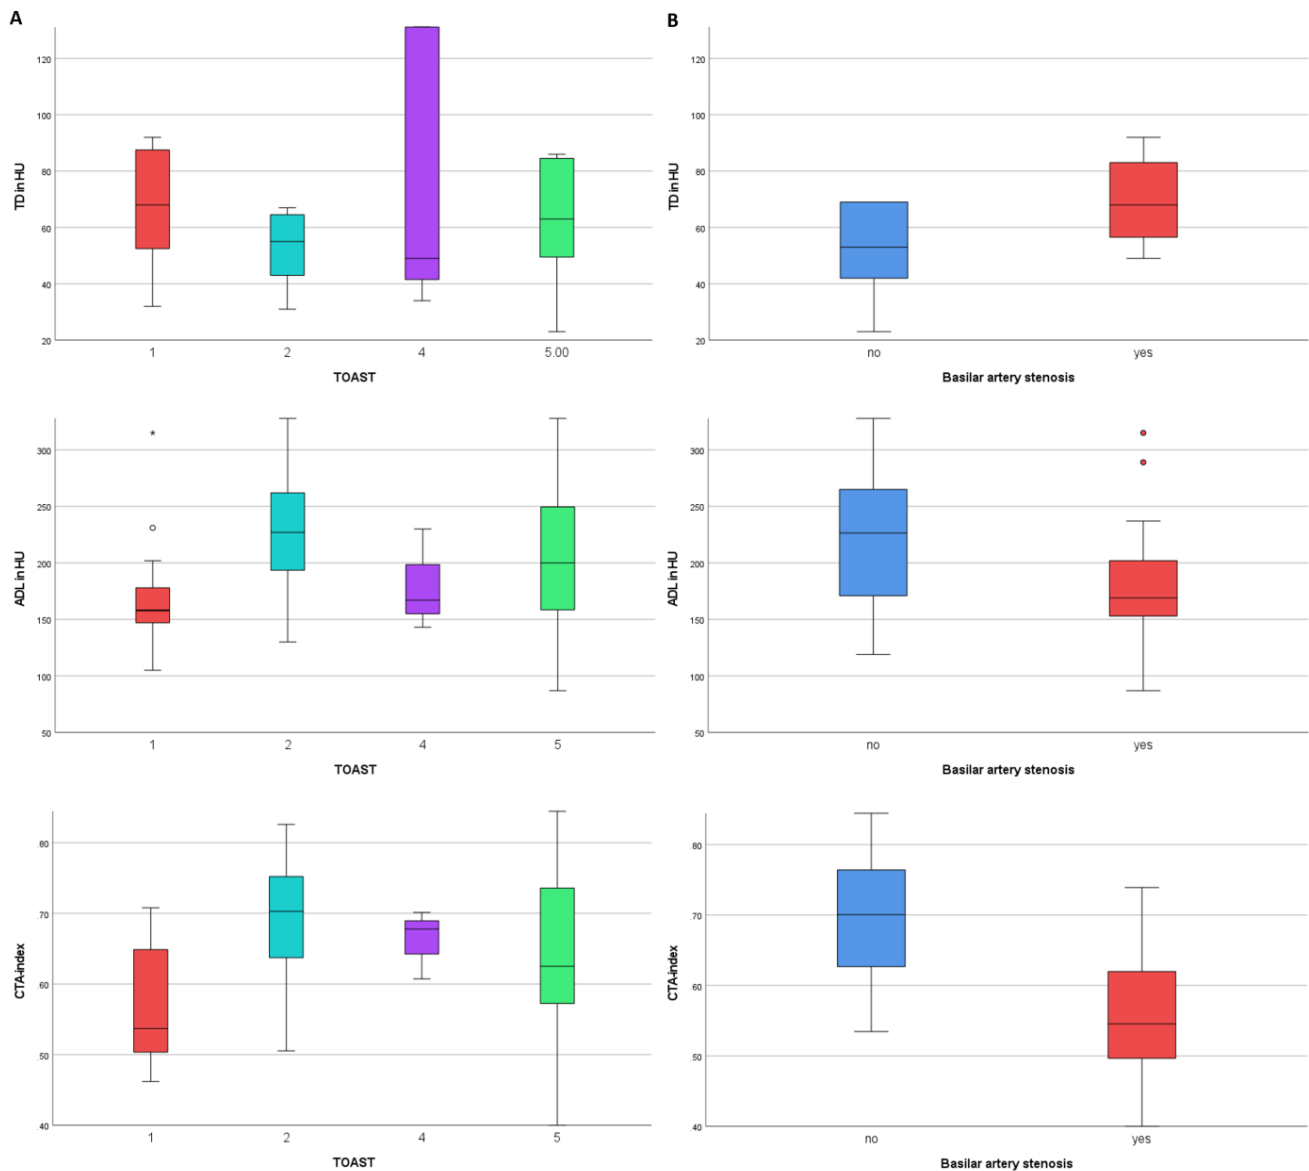 A
B
120
100
80
60
40
20
TD in HU
1 2 4 5.00
TOAST
120
100
80
60
40
20
TD in HU
no yes
Basilar artery stenosis
300
250
200
150
100
50
ADL in HU
1 2 4 5
TOAST
300
250
200
150
100
50
ADL in HU
no yes
Basilar artery stenosis
.80
.70
.60
.50
.40
CTA-index
1 2 4 5
TOAST
.80
.70
.60
.50
.40
CTA-index
no yes
Basilar artery stenosis